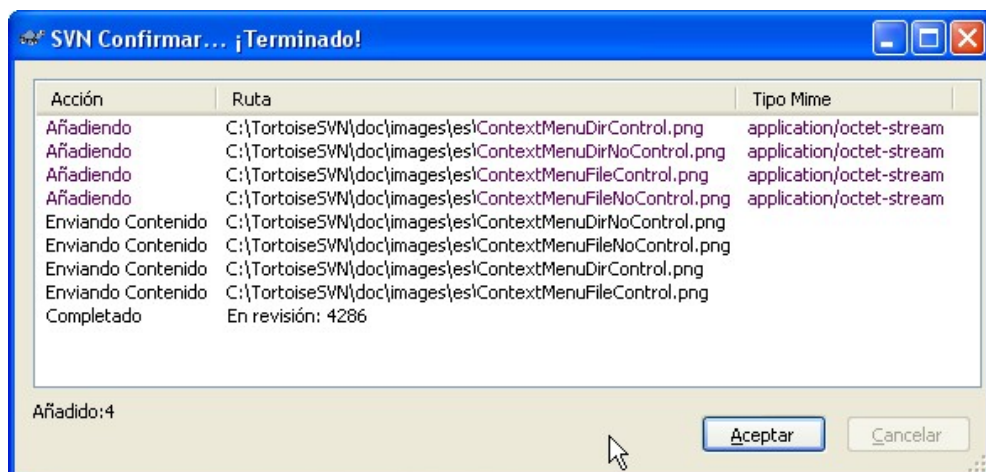 SVN Confirmar... ¡Terminado!
Acción Ruta Tipo Mime
Añadiendo C:\TortoiseSVN\doc\images\es\ContextMenuDirControl.png application/octet-stream
Añadiendo C:\TortoiseSVN\doc\images\es\ContextMenuDirNoControl.png application/octet-stream
Añadiendo C:\TortoiseSVN\doc\images\es\ContextMenuFileControl.png application/octet-stream
Añadiendo C:\TortoiseSVN\doc\images\es\ContextMenuFileNoControl.png application/octet-stream
Enviando Contenido C:\TortoiseSVN\doc\images\es\ContextMenuDirNoControl.png
Enviando Contenido C:\TortoiseSVN\doc\images\es\ContextMenuFileNoControl.png
Enviando Contenido C:\TortoiseSVN\doc\images\es\ContextMenuDirControl.png
Enviando Contenido C:\TortoiseSVN\doc\images\es\ContextMenuFileControl.png
Completado En revisión: 4286
Añadido:4
Aceptar Cancelar